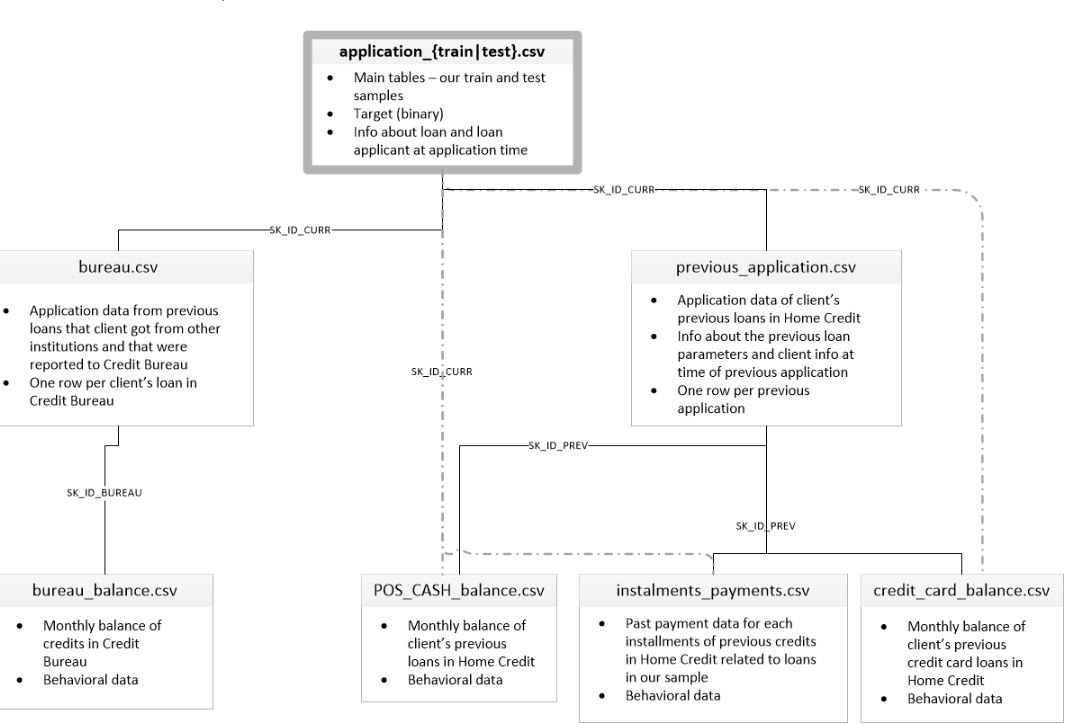 application_{train|test}.csv
• Main tables – our train and test
samples
• Target (binary)
• Info about loan and loan
applicant at application time
SK_ID_CURR
SK_ID_CURR
SK_ID_CURR
bureau.csv
• Application data from previous
loans that client got from other
institutions and that were
reported to Credit Bureau
• One row per client's loan in
Credit Bureau
previous_application.csv
• Application data of client's
previous loans in Home Credit
• Info about the previous loan
parameters and client info at
time of previous application
• One row per previous
application
SK_ID_CURR
SK_ID_PREV
SK_ID_BUREAU
SK_ID_PREV
bureau_balance.csv
• Monthly balance of
credits in Credit
Bureau
• Behavioral data
POS_CASH_balance.csv
• Monthly balance of
client's previous
loans in Home Credit
• Behavioral data
instalments_payments.csv
• Past payment data for each
installments of previous credits
in Home Credit related to loans
in our sample
• Behavioral data
credit_card_balance.csv
• Monthly balance of
client's previous
credit card loans in
Home Credit
• Behavioral data